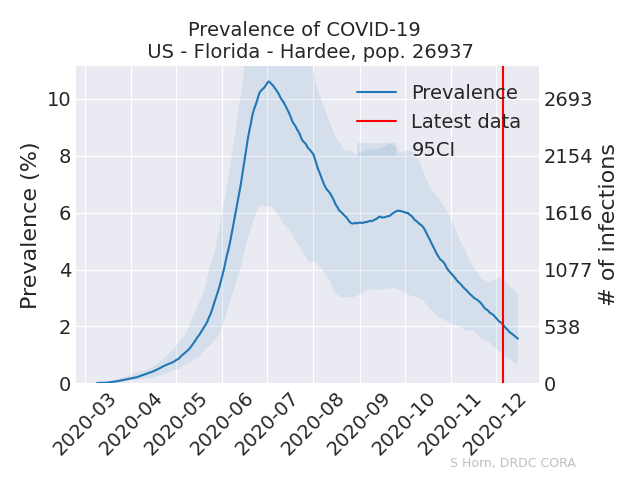 Prevalence of COVID-19
US - Florida - Hardee, pop. 26937
Prevalence
Latest data
95CI
Prevalence (%)
10
8
6
4
2
0
# of infections
2693
2154
1616
1077
538
0
2020-03
2020-04
2020-05
2020-06
2020-07
2020-08
2020-09
2020-10
2020-11
2020-12
S Horn, DRDC CORA